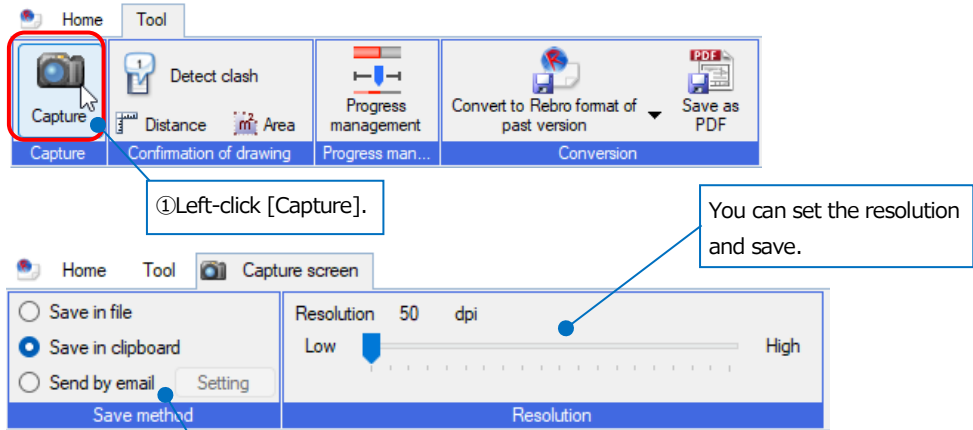 Home Tool
Capture
1
Detect clash
Distance
m² Area
Progress
management
Convert to Rebro format of
past version
PDF
Save as
PDF
Capture
Confirmation of drawing
Progress man...
Conversion
①Left-click [Capture].
You can set the resolution
and save.
Home Tool Capture screen
Save in file
Save in clipboard
Send by email Setting
Save method
Resolution 50 dpi
Low High
Resolution